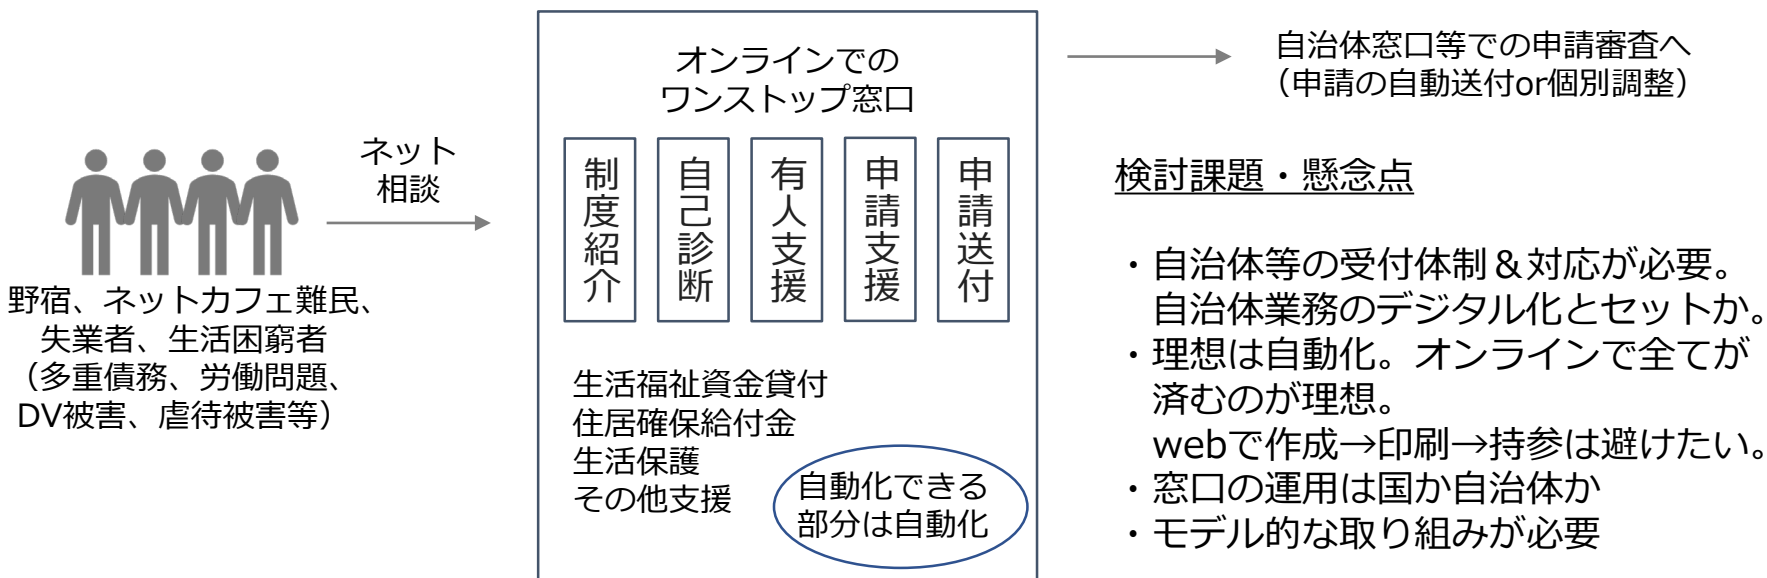 ネット
相談
野宿、ネットカフェ難民、
失業者、生活困窮者
（多重債務、労働問題、
DV被害、虐待被害等）
オンラインでの
ワンストップ窓口
制度紹介
自己診断
有人支援
申請支援
申請送付
生活福祉資金貸付
住居確保給付金
生活保護
その他支援
自動化できる
部分は自動化
自治体窓口等での申請審査へ
（申請の自動送付or個別調整）
検討課題・懸念点
・自治体等の受付体制＆対応が必要。
自治体業務のデジタル化とセットか。
・理想は自動化。オンラインで全てが
済むのが理想。
webで作成→印刷→持参は避けたい。
・窓口の運用は国か自治体か
・モデル的な取り組みが必要